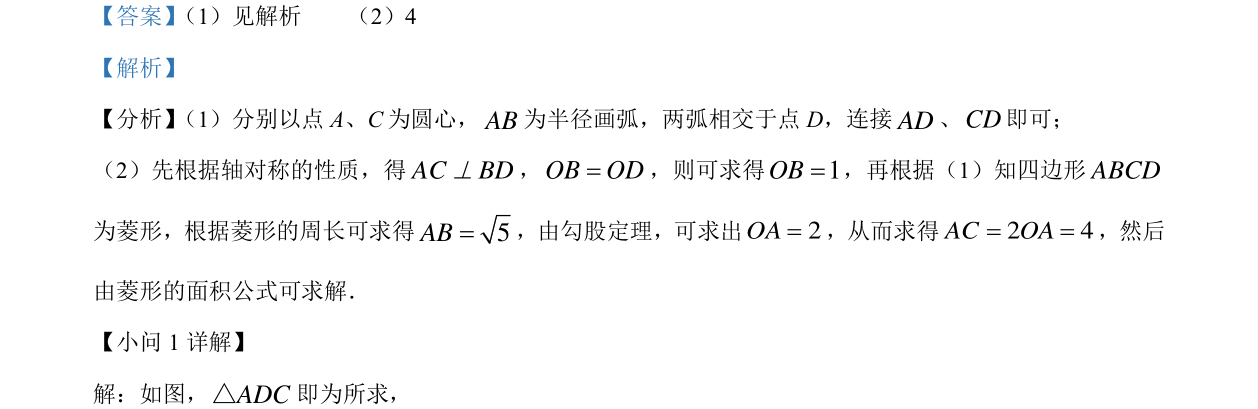 【答案】（1）见解析　　（2）4
【解析】
【分析】（1）分别以点 A、C 为圆心，AB 为半径画弧，两弧相交于点 D，连接 AD 、CD 即可；
（2）先根据轴对称的性质，得 AC ⊥ BD，OB = OD，则可求得 OB = 1，再根据（1）知四边形 ABCD
为菱形，根据菱形的周长可求得 AB = √5，由勾股定理，可求出 OA = 2，从而求得 AC = 2OA = 4，然后
由菱形的面积公式可求解．
【小问 1 详解】
解：如图，△ADC 即为所求，